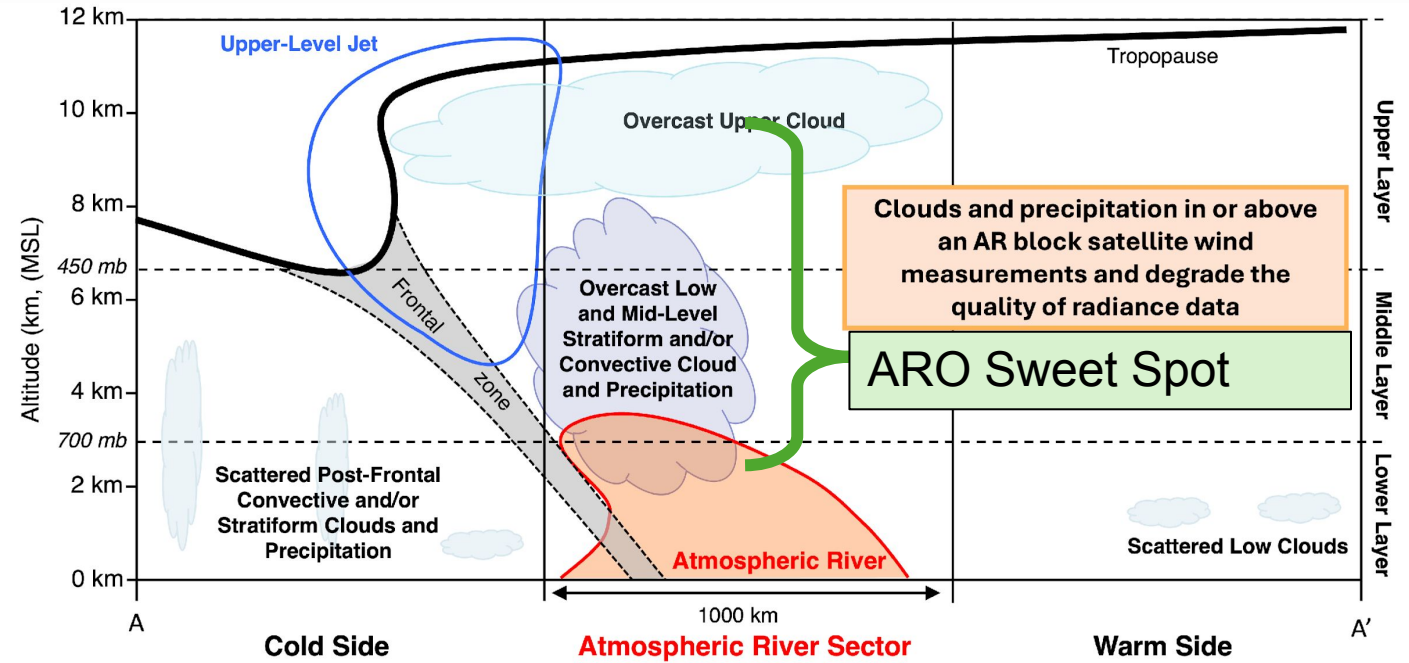 12 km
10 km
8 km
450 mb
6 km
4 km
700 mb
2 km
0 km
Altitude (km, (MSL)
Upper-Level Jet
Tropopause
Overcast Upper Cloud
Clouds and precipitation in or above
an AR block satellite wind
measurements and degrade the
quality of radiance data
ARO Sweet Spot
Frontal
zone
Overcast Low
and Mid-Level
Stratiform and/or
Convective Cloud
and Precipitation
Scattered Post-Frontal
Convective and/or
Stratiform Clouds and
Precipitation
Atmospheric River
Scattered Low Clouds
Upper Layer
Middle Layer
Lower Layer
1000 km
A
A'
Cold Side
Atmospheric River Sector
Warm Side